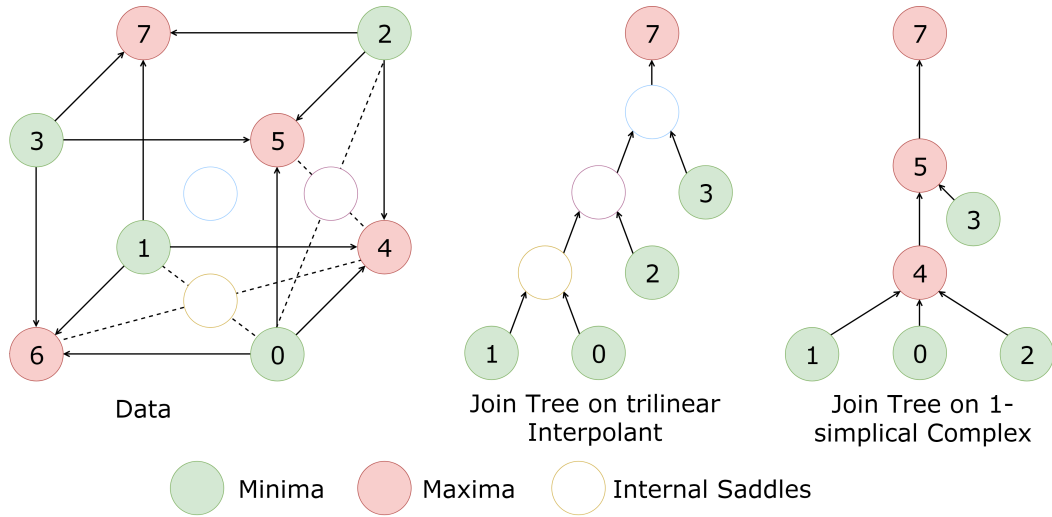 7
2
3
5
1
4
6
0
Data
7
3
2
1
0
Join Tree on trilinear
Interpolant
7
5
3
4
1
0
2
Join Tree on 1-
simplical Complex
Minima
Maxima
Internal Saddles